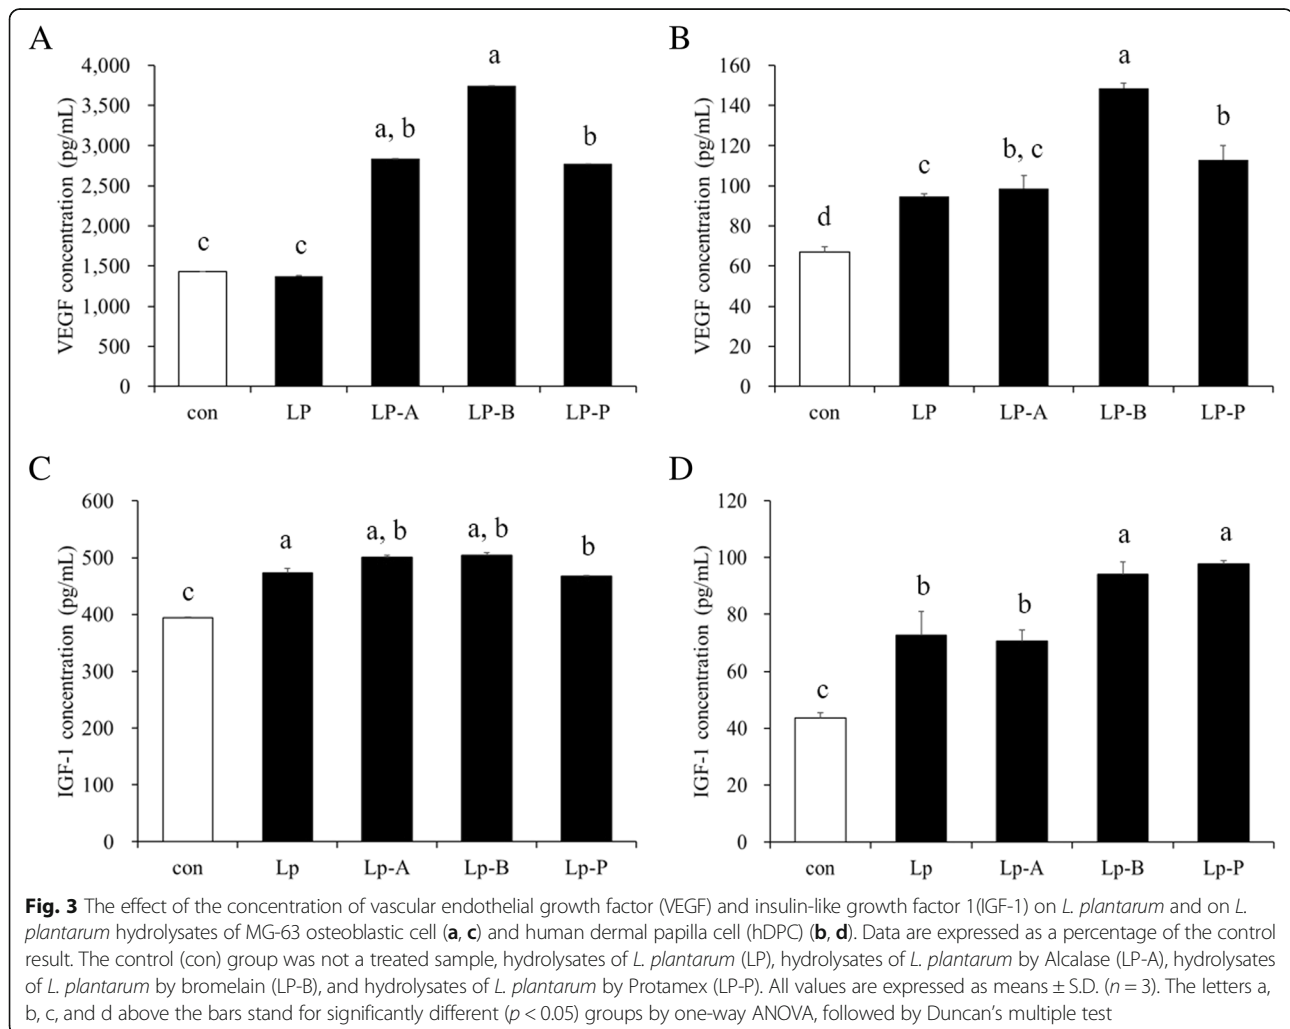 A
VEGF concentration (pg/mL)
4,000
3,500
3,000
2,500
2,000
1,500
1,000
500
0
c
c
a, b
a
b
con LP LP-A LP-B LP-P
B
VEGF concentration (pg/mL)
160
140
120
100
80
60
40
20
0
d
c
b, c
a
b
con LP LP-A LP-B LP-P
C
IGF-1 concentration (pg/mL)
600
500
400
300
200
100
0
c
a
a, b
a, b
b
con Lp Lp-A Lp-B Lp-P
D
IGF-1 concentration (pg/mL)
120
100
80
60
40
20
0
c
b
b
a
a
con Lp Lp-A Lp-B Lp-P
Fig. 3 The effect of the concentration of vascular endothelial growth factor (VEGF) and insulin-like growth factor 1(IGF-1) on L. plantarum and on L.
plantarum hydrolysates of MG-63 osteoblastic cell (a, c) and human dermal papilla cell (hDPC) (b, d). Data are expressed as a percentage of the control
result. The control (con) group was not a treated sample, hydrolysates of L. plantarum (LP), hydrolysates of L. plantarum by Alcalase (LP-A), hydrolysates
of L. plantarum by bromelain (LP-B), and hydrolysates of L. plantarum by Protamex (LP-P). All values are expressed as means ± S.D. (n = 3). The letters a,
b, c, and d above the bars stand for significantly different (p < 0.05) groups by one-way ANOVA, followed by Duncan's multiple test